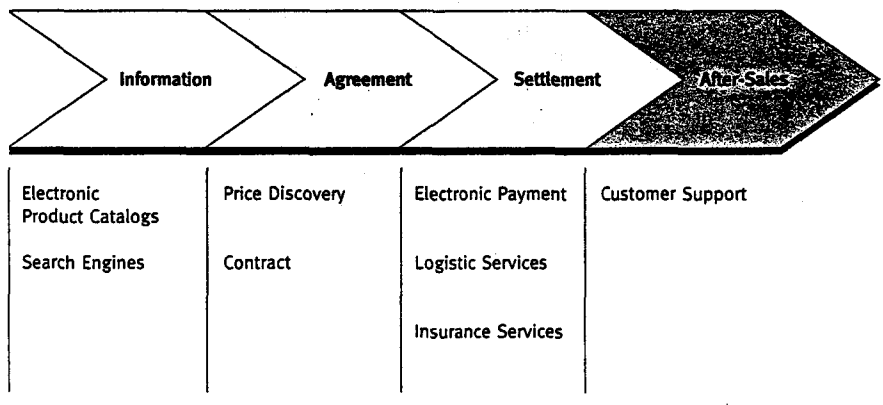 Information
Agreement
Settlement
After-Sales
Electronic
Product Catalogs
Search Engines
Price Discovery
Contract
Electronic Payment
Logistic Services
Insurance Services
Customer Support